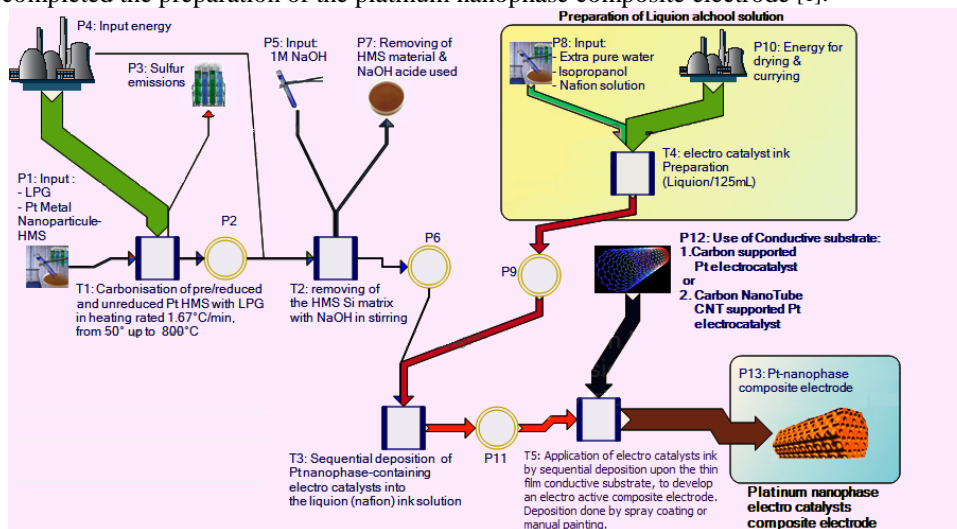 completed the preparation of the platinum nanophase composite electrode
Preparation of Liquion alchool solution
P4: Input energy
P3: Sulfur
emissions
P5: Input:
1M NaOH
P7: Removing of
HMS material &
NaOH acide used
P8: Input:
- Extra pure water
- Isopropanol
- Nafion solution
P10: Energy for
drying &
currying
T4: electro catalyst ink
Preparation
(Liquion/125mL)
P1: Input :
- LPG
- Pt Metal
Nanoparticule-
HMS
P2
P6
P9
P12: Use of Conductive substrate:
1.Carbon supported
Pt electrocatalyst
or
2. Carbon NanoTube
CNT supported Pt
electrocatalyst
T1: Carbonisation of pre/reduced
and unreduced Pt HMS with LPG
in heating rated 1.67°C/min,
from 50° up to 800°C
T2: removing of
the HMS Si matrix
with NaOH in stirring
P13: Pt-nanophase
composite electrode
T3: Sequential deposition of
Pt nanophase-containing
electro catalysts into
the liquion (nafion) ink solution
P11
T5: Application of electro catalysts ink
by sequential deposition upon the thin
film conductive substrate, to develop
an electro active composite electrode.
Deposition done by spray coating or
manual painting.
Platinum nanophase
electro catalysts
composite electrode